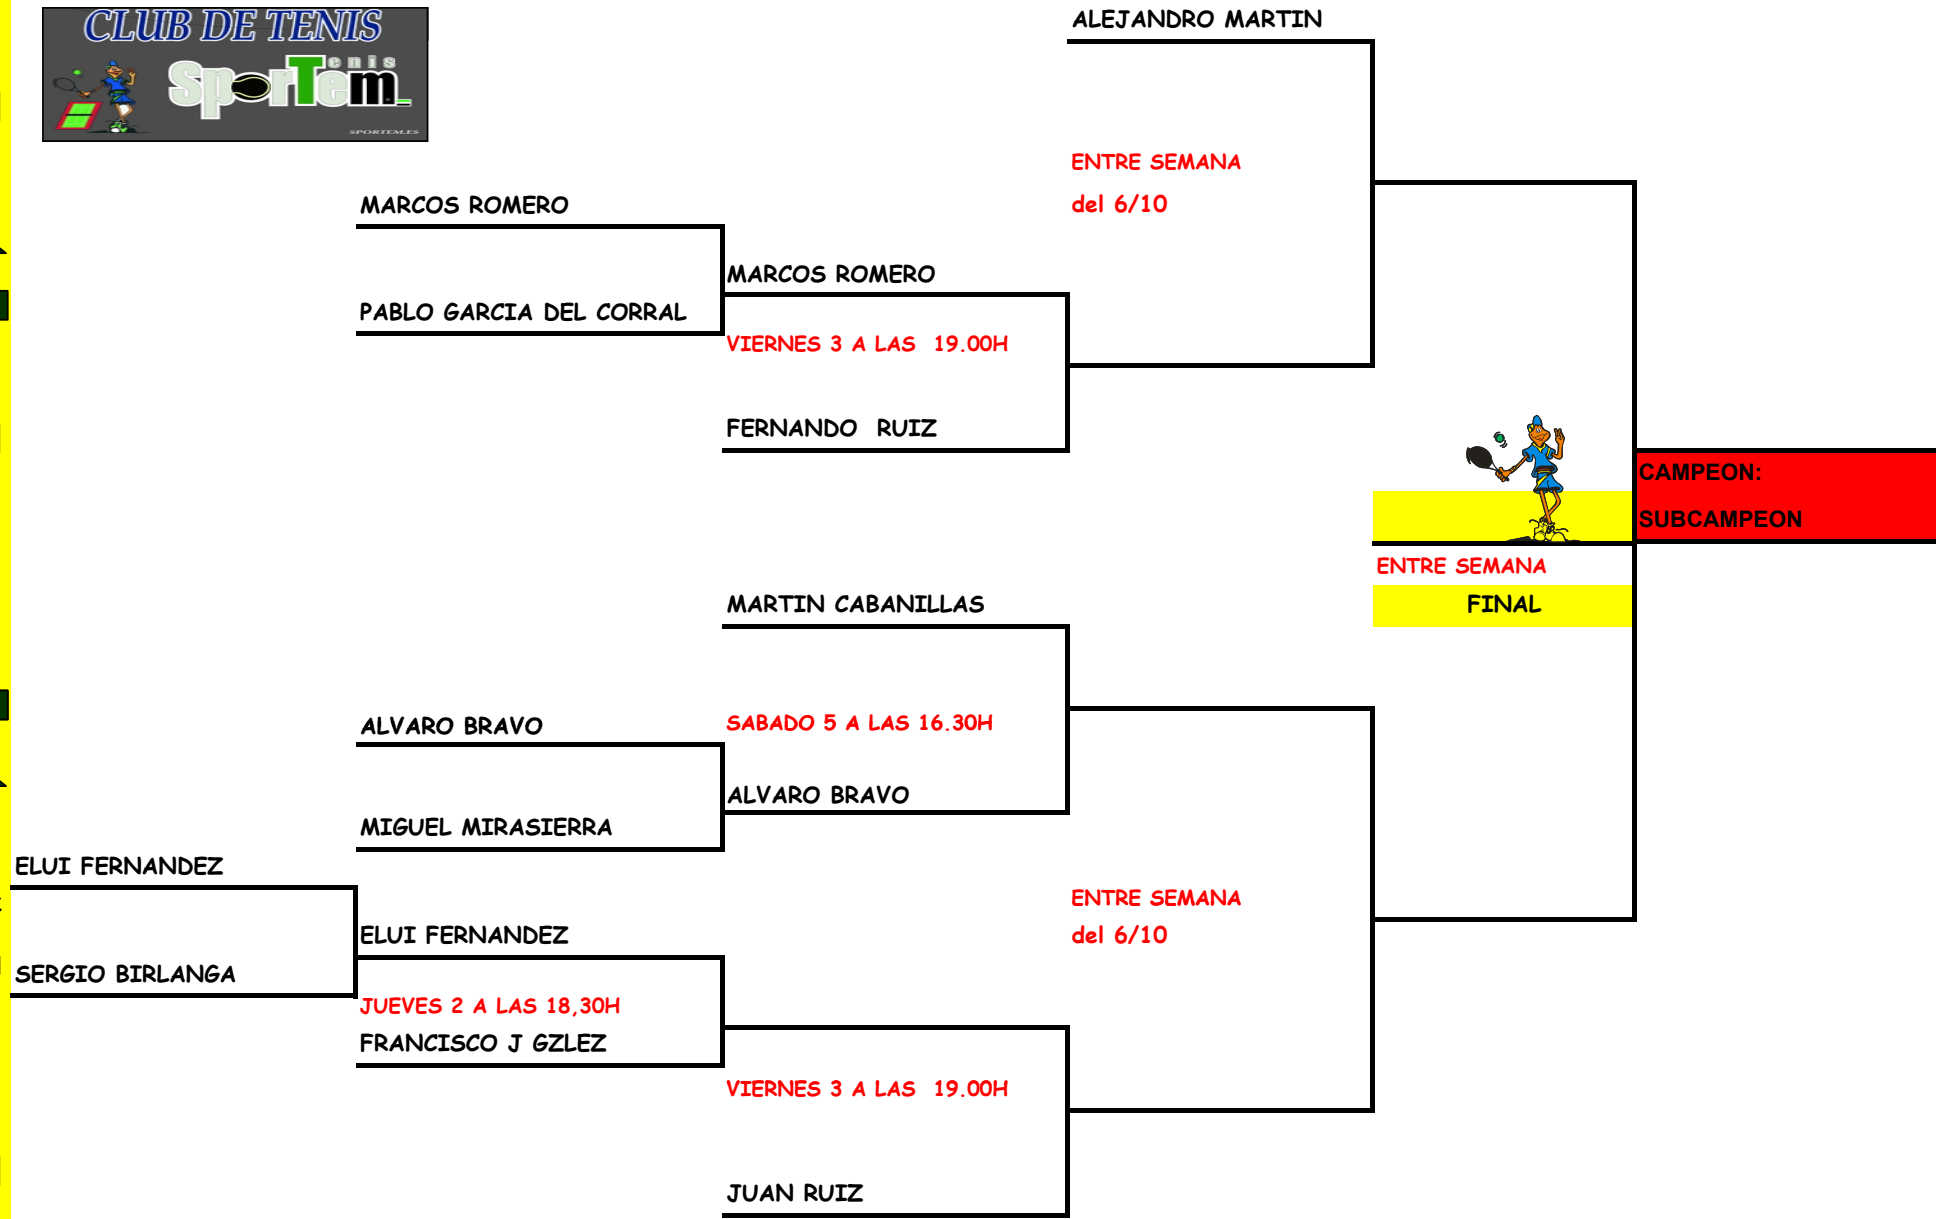 CLUB DE TENIS
Tenis
SporTem
SPORTEM.ES
ALEJANDRO MARTIN
ENTRE SEMANA
del 6/10
MARCOS ROMERO
MARCOS ROMERO
PABLO GARCIA DEL CORRAL
VIERNES 3 A LAS 19.00H
FERNANDO RUIZ
CAMPEON:
SUBCAMPEON
ENTRE SEMANA
FINAL
MARTIN CABANILLAS
SABADO 5 A LAS 16.30H
ALVARO BRAVO
ALVARO BRAVO
MIGUEL MIRASIERRA
ELUI FERNANDEZ
ENTRE SEMANA
del 6/10
ELUI FERNANDEZ
SERGIO BIRLANGA
JUEVES 2 A LAS 18,30H
FRANCISCO J GZLEZ
VIERNES 3 A LAS 19.00H
JUAN RUIZ